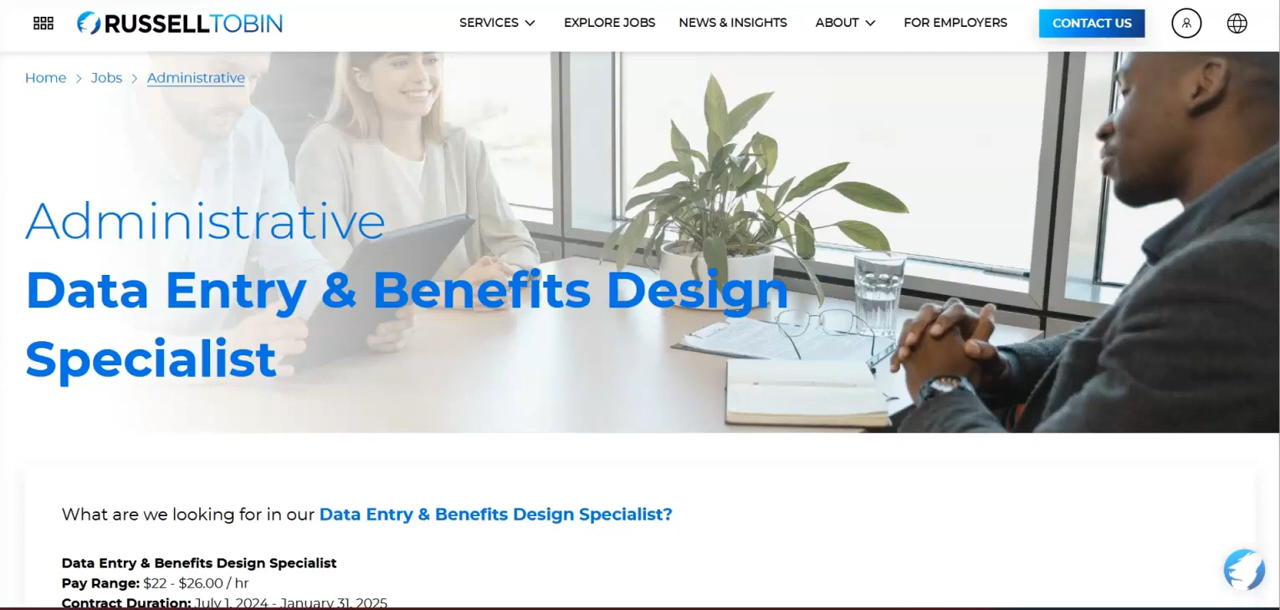 RUSSELLTOBIN
SERVICES EXPLORE JOBS NEWS & INSIGHTS ABOUT FOR EMPLOYERS CONTACT US
Home > Jobs > Administrative
Administrative
Data Entry & Benefits Design
Specialist
What are we looking for in our Data Entry & Benefits Design Specialist?
Data Entry & Benefits Design Specialist
Pay Range: $22 - $26.00 / hr
Contract Duration: July 1, 2024 - January 31, 2025